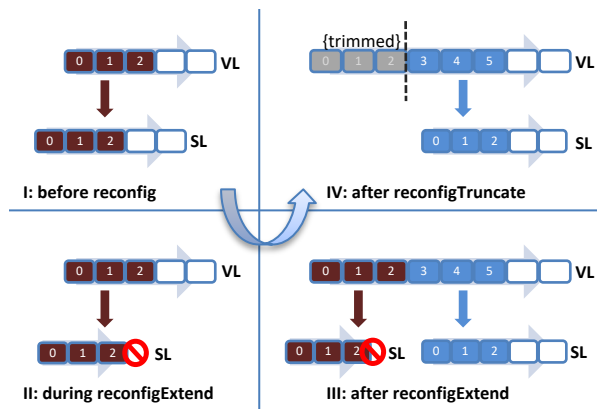 0 1 2 VL
0 1 2 SL
I: before reconfig
{trimmed}
0 1 2 3 4 5 VL
0 1 2 SL
IV: after reconfigTruncate
0 1 2 VL
0 1 2 SL
II: during reconfigExtend
0 1 2 3 4 5 VL
0 1 2 SL 0 1 2 SL
III: after reconfigExtend